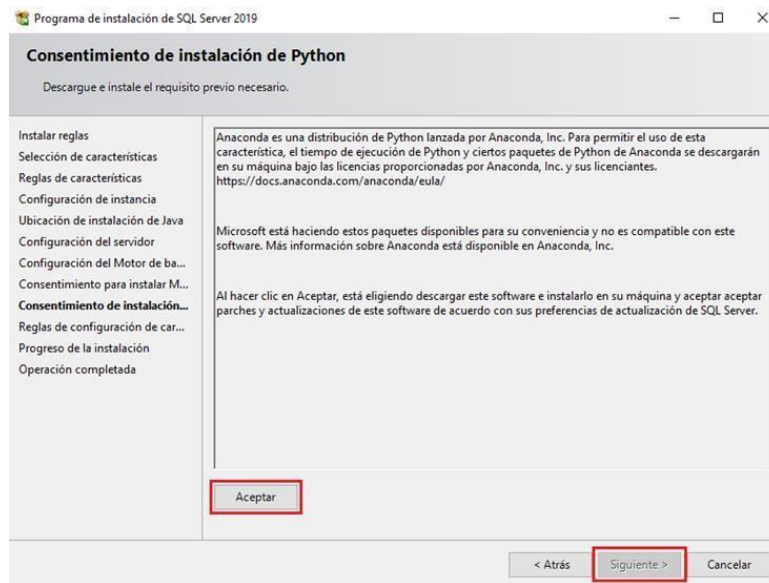 Programa de instalación de SQL Server 2019
Consentimiento de instalación de Python
Descargue e instale el requisito previo necesario.
Instalar reglas
Selección de características
Reglas de características
Configuración de instancia
Ubicación de instalación de Java
Configuración del servidor
Configuración del Motor de ba...
Consentimiento para instalar M...
Consentimiento de instalación...
Reglas de configuración de car...
Progreso de la instalación
Operación completada
Anaconda es una distribución de Python lanzada por Anaconda, Inc. Para permitir el uso de esta
característica, el tiempo de ejecución de Python y ciertos paquetes de Python de Anaconda se descargarán
en su máquina bajo las licencias proporcionadas por Anaconda, Inc. y sus licenciantes.
https://docs.anaconda.com/anaconda/eula/
Microsoft está haciendo estos paquetes disponibles para su conveniencia y no es compatible con este
software. Más información sobre Anaconda está disponible en Anaconda, Inc.
Al hacer clic en Aceptar, está eligiendo descargar este software e instalarlo en su máquina y aceptar aceptar
parches y actualizaciones de este software de acuerdo con sus preferencias de actualización de SQL Server.
Aceptar
< Atrás
Siguiente >
Cancelar